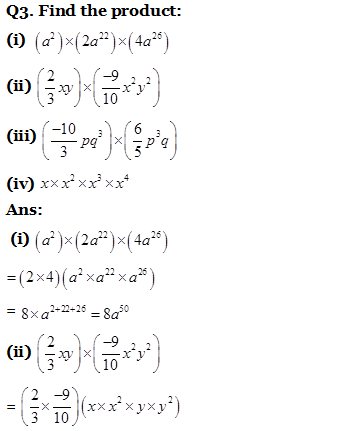 Q3. Find the product:
(i) (a²)×(2a²²)×(4a²⁶)
(ii) (2/3 xy)×(-9/10 x²y²)
(iii) (-10/3 pq³)×(6/5 p³q)
(iv) x×x²×x³×x⁴
Ans:
(i) (a²)×(2a²²)×(4a²⁶)
=(2×4)(a²×a²²×a²⁶)
= 8×a²⁺²²⁺²⁶ = 8a⁵⁰
(ii) (2/3 xy)×(-9/10 x²y²)
= (2/3 × -9/10)(x×x²×y×y²)